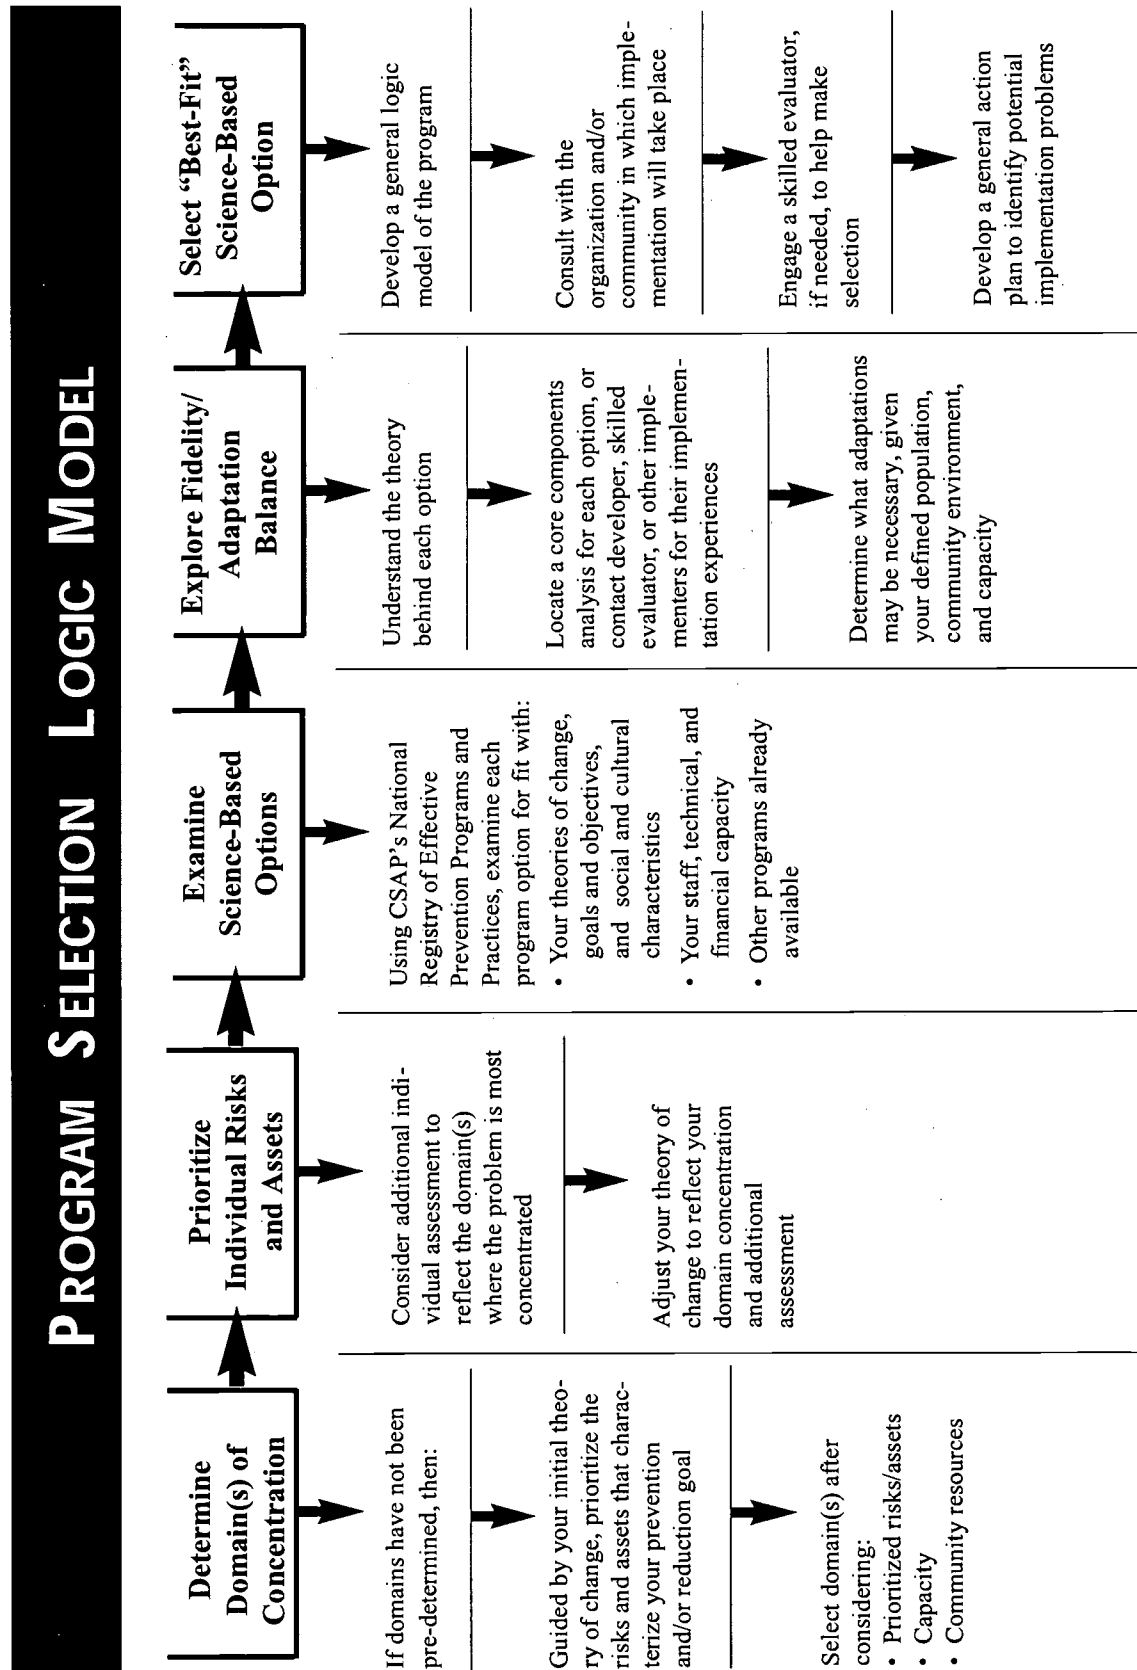 PROGRAM SELECTION LOGIC MODEL
Determine
Domain(s) of
Concentration
If domains have not been
pre-determined, then:
Guided by your initial theo-
ry of change, prioritize the
risks and assets that charac-
terize your prevention
and/or reduction goal
Select domain(s) after
considering:
• Prioritized risks/assets
• Capacity
• Community resources
Prioritize
Individual Risks
and Assets
Consider additional indi-
vidual assessment to
reflect the domain(s)
where the problem is most
concentrated
Adjust your theory of
change to reflect your
domain concentration
and additional
assessment
Examine
Science-Based
Options
Using CSAP's National
Registry of Effective
Prevention Programs and
Practices, examine each
program option for fit with:
• Your theories of change,
goals and objectives,
and social and cultural
characteristics
• Your staff, technical, and
financial capacity
• Other programs already
available
Explore Fidelity/
Adaptation
Balance
Understand the theory
behind each option
Locate a core components
analysis for each option, or
contact developer, skilled
evaluator, or other imple-
menters for their implemen-
tation experiences
Determine what adaptations
may be necessary, given
your defined population,
community environment,
and capacity
Select “Best-Fit”
Science-Based
Option
Develop a general logic
model of the program
Consult with the
organization and/or
community in which imple-
mentation will take place
Engage a skilled evaluator,
if needed, to help make
selection
Develop a general action
plan to identify potential
implementation problems